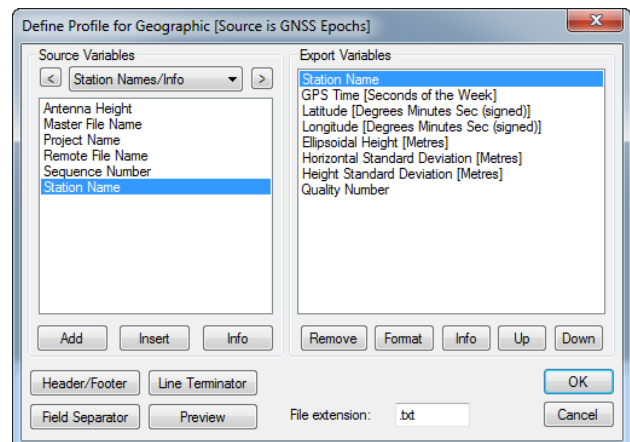 Define Profile for Geographic [Source is GNSS Epochs]
Source Variables
< Station Names/Info >
Antenna Height
Master File Name
Project Name
Remote File Name
Sequence Number
Station Name
Add Insert Info
Export Variables
Station Name
GPS Time [Seconds of the Week]
Latitude [Degrees Minutes Sec (signed)]
Longitude [Degrees Minutes Sec (signed)]
Ellipsoidal Height [Metres]
Horizontal Standard Deviation [Metres]
Height Standard Deviation [Metres]
Quality Number
Remove Format Info Up Down
Header/Footer Line Terminator OK
Field Separator Preview File extension: .txt Cancel